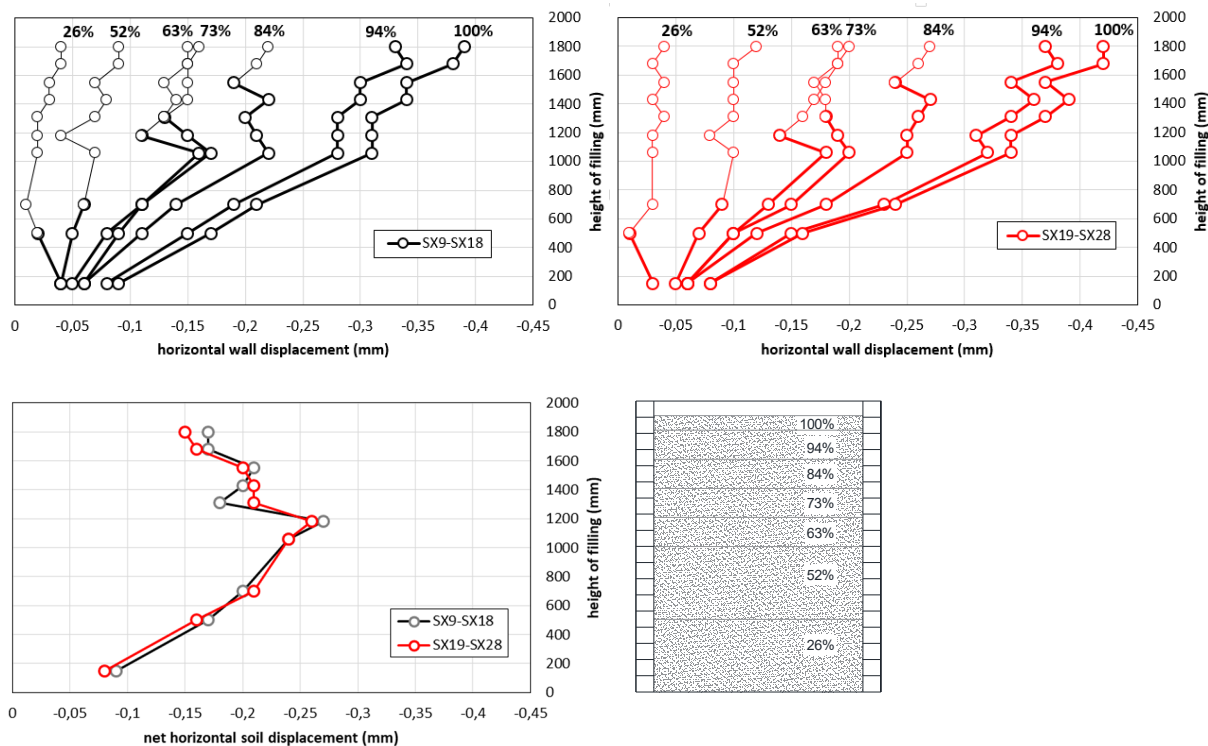 26% 52% 63% 73% 84% 94% 100%
2000
1800
1600
1400
1200
1000
800
600
400
200
0
height of filling (mm)
SX9-SX18
0 -0,05 -0,1 -0,15 -0,2 -0,25 -0,3 -0,35 -0,4 -0,45
horizontal wall displacement (mm)
26% 52% 63% 73% 84% 94% 100%
2000
1800
1600
1400
1200
1000
800
600
400
200
0
height of filling (mm)
SX19-SX28
0 -0,05 -0,1 -0,15 -0,2 -0,25 -0,3 -0,35 -0,4 -0,45
horizontal wall displacement (mm)
2000
1800
1600
1400
1200
1000
800
600
400
200
0
height of filling (mm)
SX9-SX18
SX19-SX28
0 -0,05 -0,1 -0,15 -0,2 -0,25 -0,3 -0,35 -0,4 -0,45
net horizontal soil displacement (mm)
100%
94%
84%
73%
63%
52%
26%